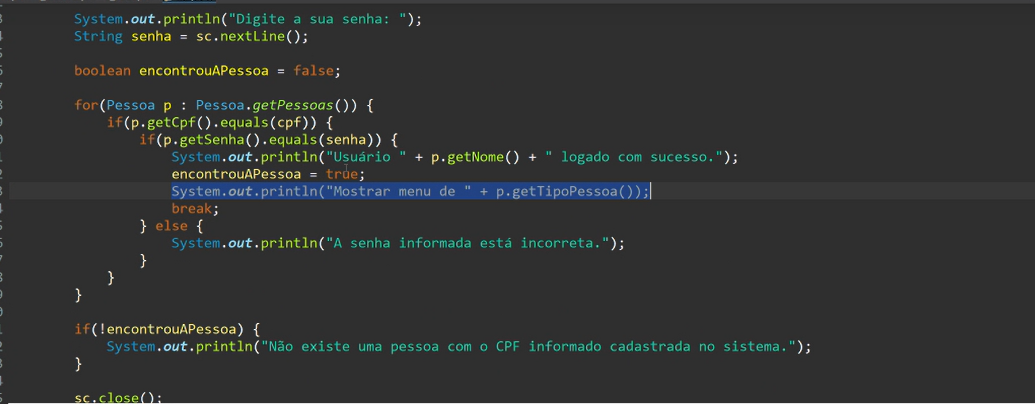 System.out.println("Digite a sua senha: ");
String senha = sc.nextLine();
boolean encontrouAPessoa = false;
for(Pessoa p : Pessoa.getPessoas()) {
if(p.getCpf().equals(cpf)) {
if(p.getSenha().equals(senha)) {
System.out.println("Usuário " + p.getNome() + " logado com sucesso.");
encontrouAPessoa = true;
System.out.println("Mostrar menu de " + p.getTipoPessoa());
break;
} else {
System.out.println("A senha informada está incorreta.");
}
}
}
if(!encontrouAPessoa) {
System.out.println("Não existe uma pessoa com o CPF informado cadastrada no sistema.");
}
sc.close();